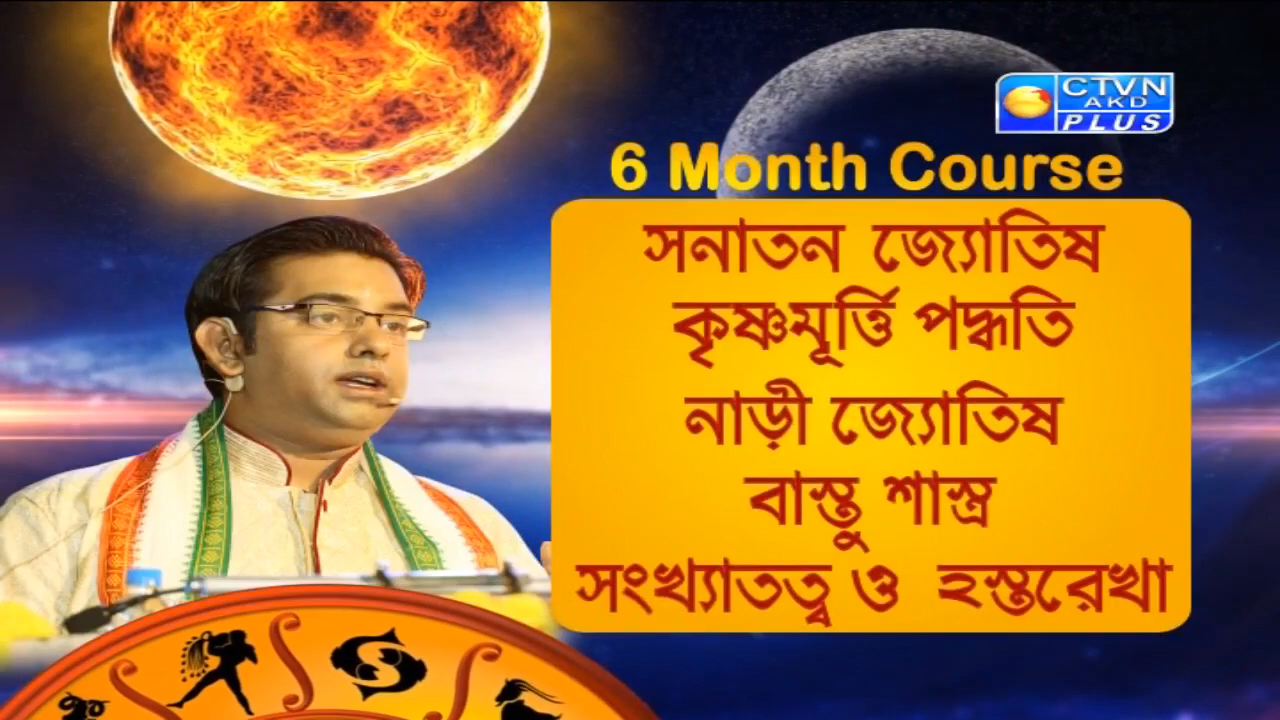 CTVN
AKD
PLUS
6 Month Course
সনাতন জ্যোতিষ
কৃষ্ণমূর্ত্তি পদ্ধতি
নাড়ী জ্যোতিষ
বাস্তু শাস্ত্র
সংখ্যাতত্ব ও হস্তরেখা